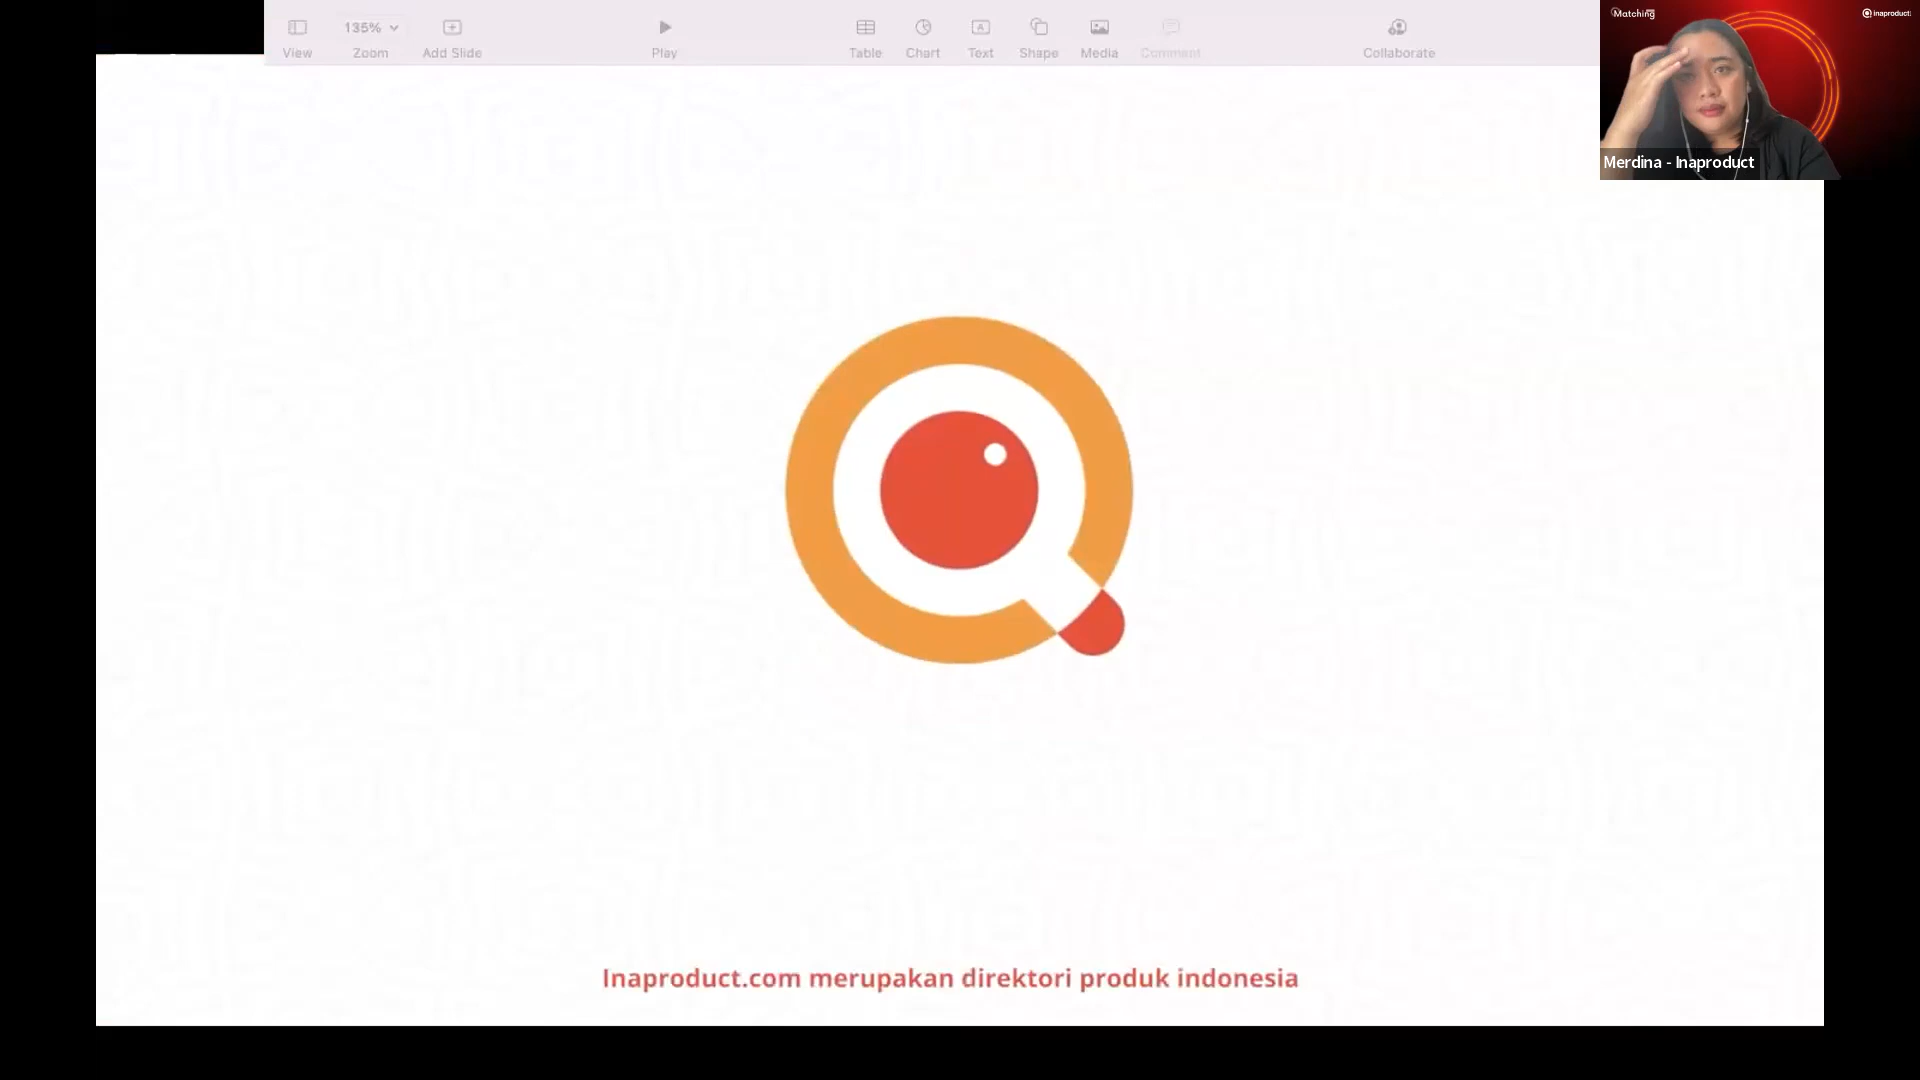 135%
View
Zoom
Add Slide
Play
Table
Chart
Text
Shape
Media
Comment
Collaborate
Matching
inaproduct
Merdina - Inaproduct
Inaproduct.com merupakan direktori produk indonesia